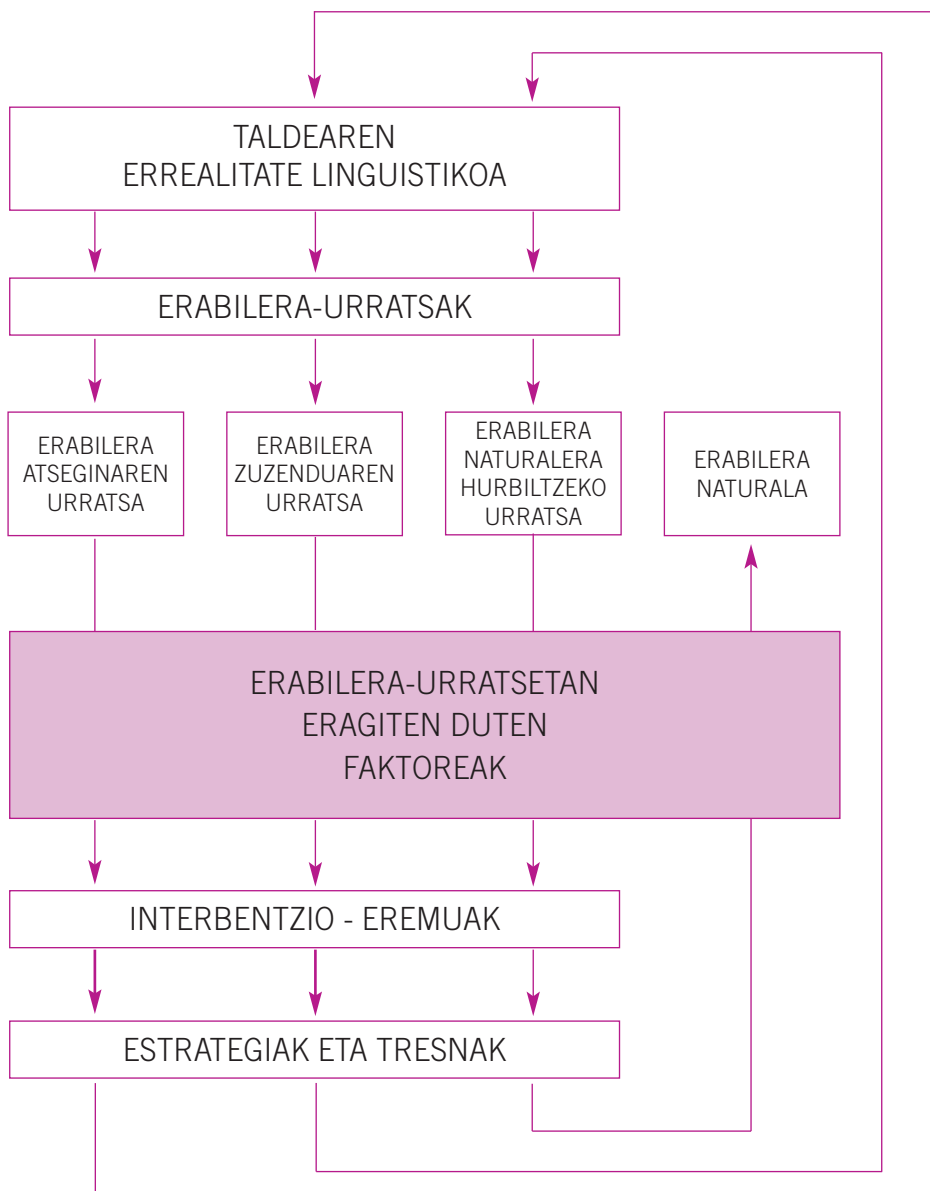 TALDEAREN
ERREALITATE LINGUISTIKOA
ERABILERA-URRATSAK
ERABILERA
ATSEGINAREN
URRATSA
ERABILERA
ZUZENDUAREN
URRATSA
ERABILERA
NATURALERA
HURBILTZEKO
URRATSA
ERABILERA
NATURALA
ERABILERA-URRATSETAN
ERAGITEN DUTEN
FAKTOREAK
INTERBENTZIO - EREMUAK
ESTRATEGIAK ETA TRESNAK